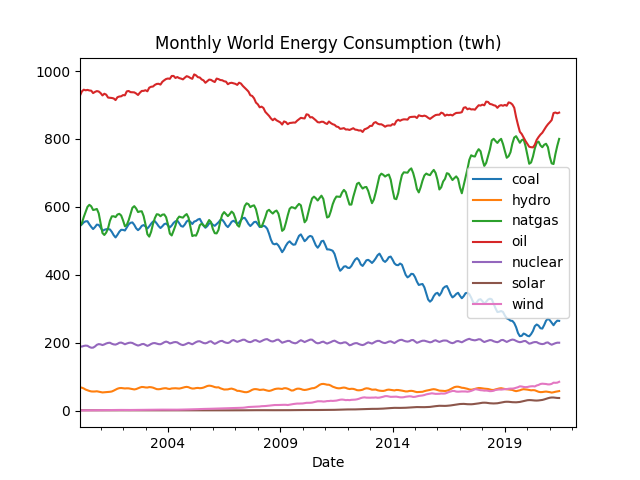 Monthly World Energy Consumption (twh)
1000
800
600
400
200
0
coal
hydro
natgas
oil
nuclear
solar
wind
2004
2009
2014
2019
Date